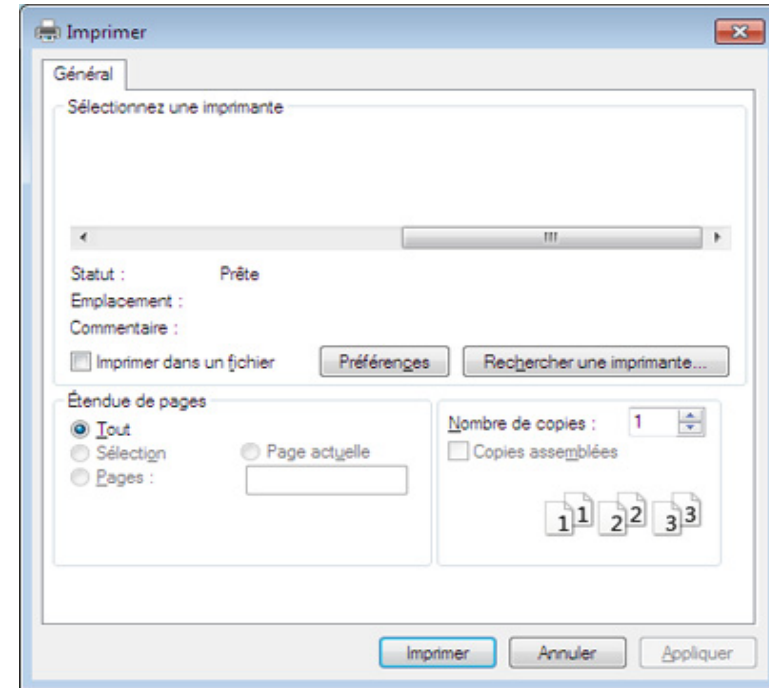 Imprimer
Général
Sélectionnez une imprimante
Statut : Prête
Emplacement :
Commentaire :
Imprimer dans un fichier Préférences Rechercher une imprimante...
Étendue de pages
Tout
Sélection Page actuelle
Pages :
Nombre de copies : 1
Copies assemblées
1 1 2 2 3 3
Imprimer Annuler Appliquer